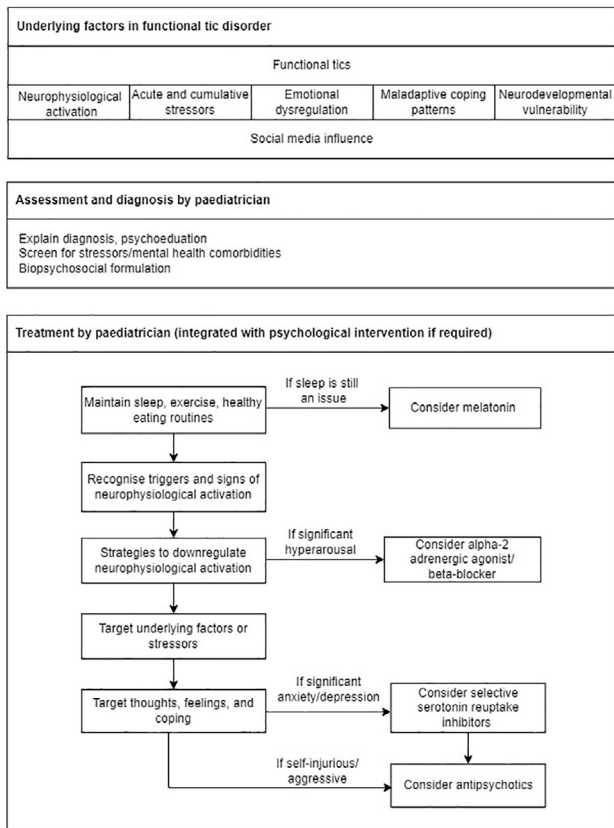 Underlying factors in functional tic disorder
Functional tics
Neurophysiological
activation
Acute and cumulative
stressors
Emotional
dysregulation
Maladaptive coping
patterns
Neurodevelopmental
vulnerability
Social media influence
Assessment and diagnosis by paediatrician
Explain diagnosis, psychoeduation
Screen for stressors/mental health comorbidities
Biopsychosocial formulation
Treatment by paediatrician (integrated with psychological intervention if required)
Maintain sleep, exercise, healthy
eating routines
If sleep is still
an issue
Consider melatonin
Recognise triggers and signs of
neurophysiological activation
Strategies to downregulate
neurophysiological activation
If significant
hyperarousal
Consider alpha-2
adrenergic agonist/
beta-blocker
Target underlying factors or
stressors
Target thoughts, feelings, and
coping
If significant
anxiety/depression
Consider selective
serotonin reuptake
inhibitors
If self-injurious/
aggressive
Consider antipsychotics